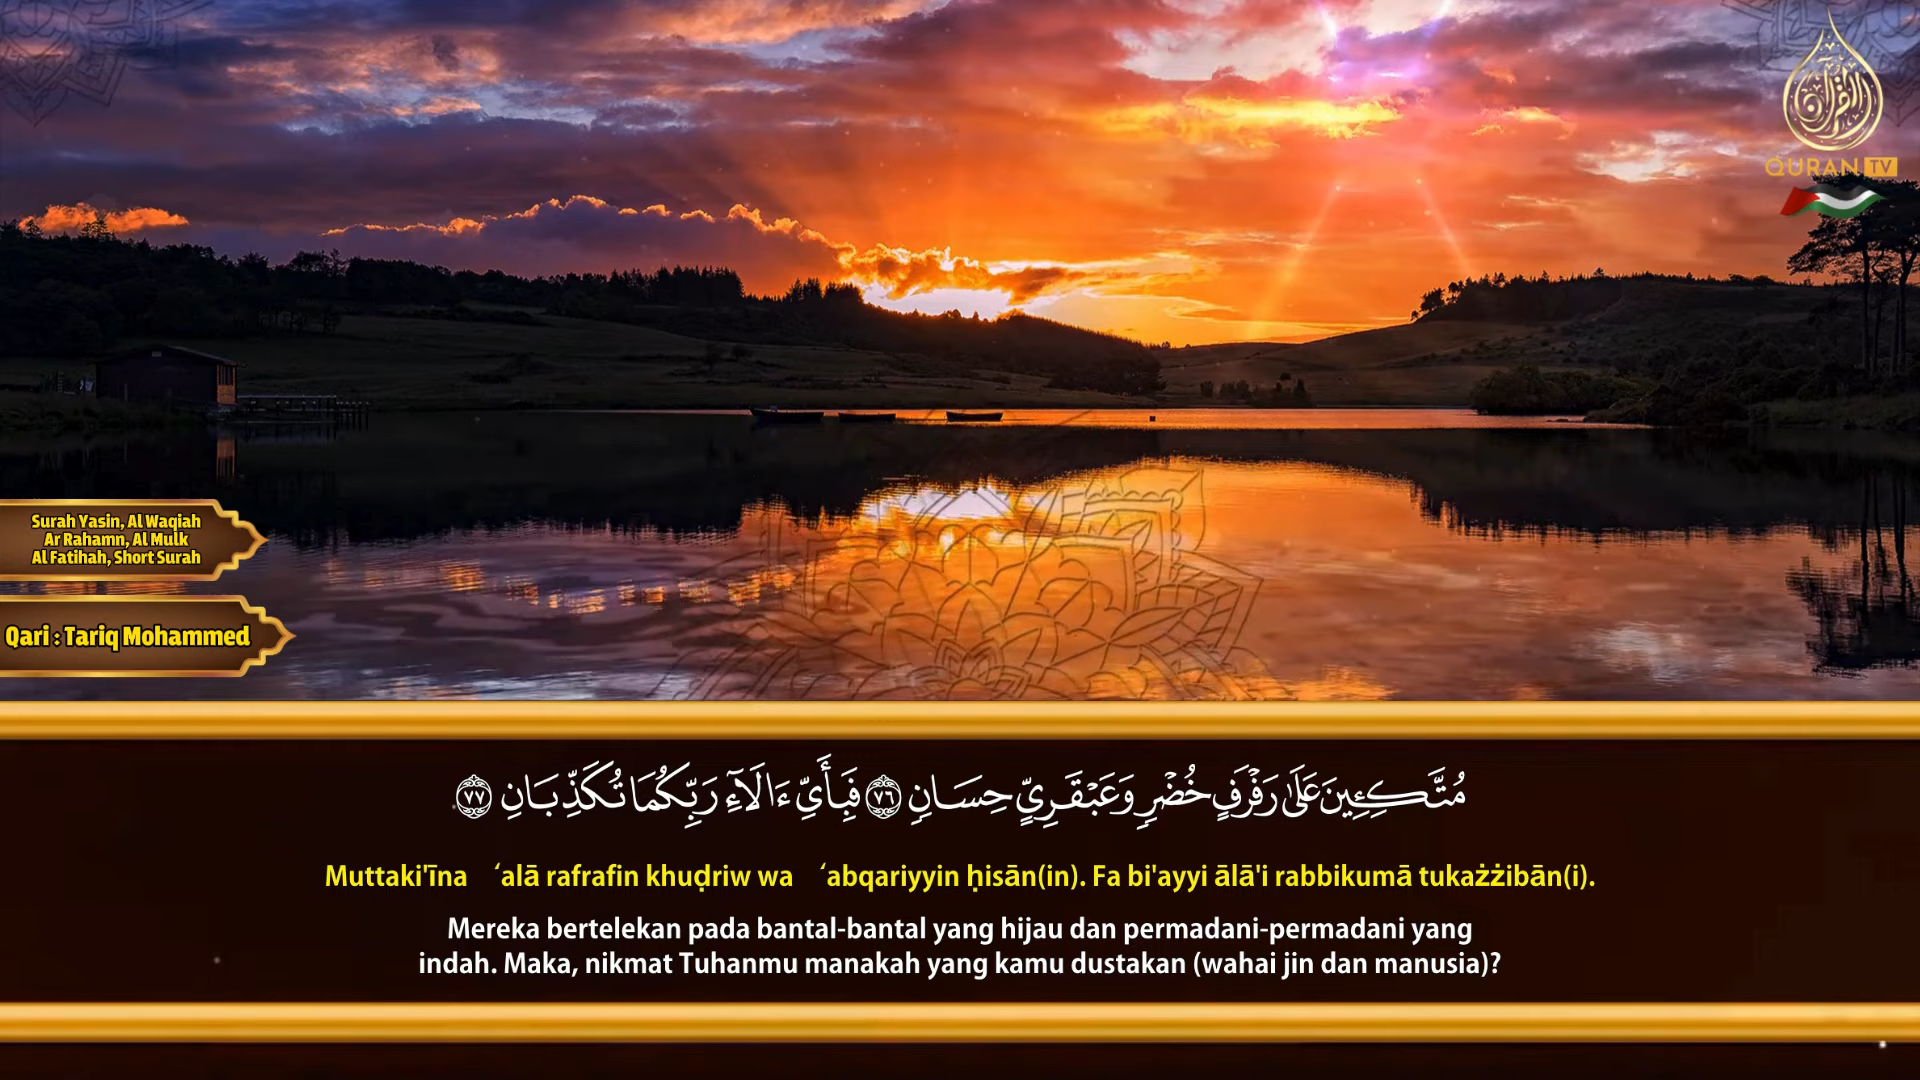 القرآن
QURAN TV
Surah Yasin, Al Waqiah
Ar Rahamn, Al Mulk
Al Fatihah, Short Surah
Qari : Tariq Mohammed
مُتَّكِـِٔينَ عَلَىٰ رَفْرَفٍ خُضْرٍ وَعَبْقَرِيٍّ حِسَانٍ ﴿٧٦﴾ فَبِأَيِّ ءَالَآءِ رَبِّكُمَا تُكَذِّبَانِ ﴿٧٧﴾
Muttaki'īna ‘alā rafrafin khuḍriw wa ‘abqariyyin ḥisān(in). Fa bi'ayyi ālā'i rabbikumā tukażżibān(i).
Mereka bertelekan pada bantal-bantal yang hijau dan permadani-permadani yang
indah. Maka, nikmat Tuhanmu manakah yang kamu dustakan (wahai jin dan manusia)?